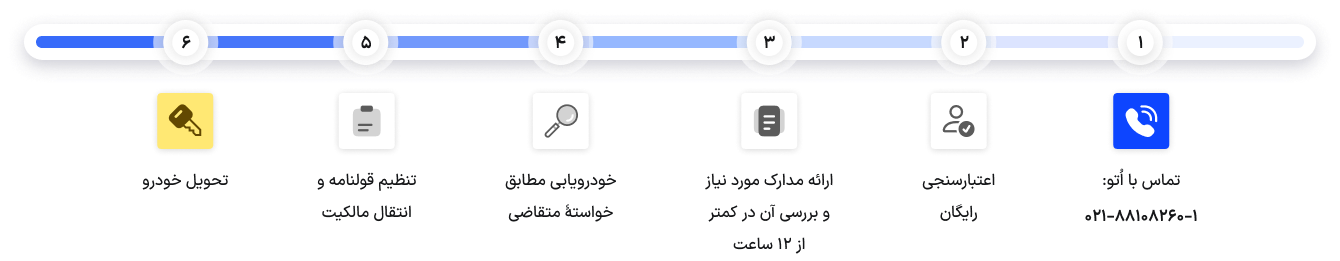 ۱
تماس با اُتو:
۰۲۱-۸۸۱۰۸۲۶۰-۱
۲
اعتبارسنجی
رایگان
۳
ارائه مدارک مورد نیاز
و بررسی آن در کمتر
از ۱۲ ساعت
۴
خودرویابی مطابق
خواستهٔ متقاضی
۵
تنظیم قولنامه و
انتقال مالکیت
۶
تحویل خودرو